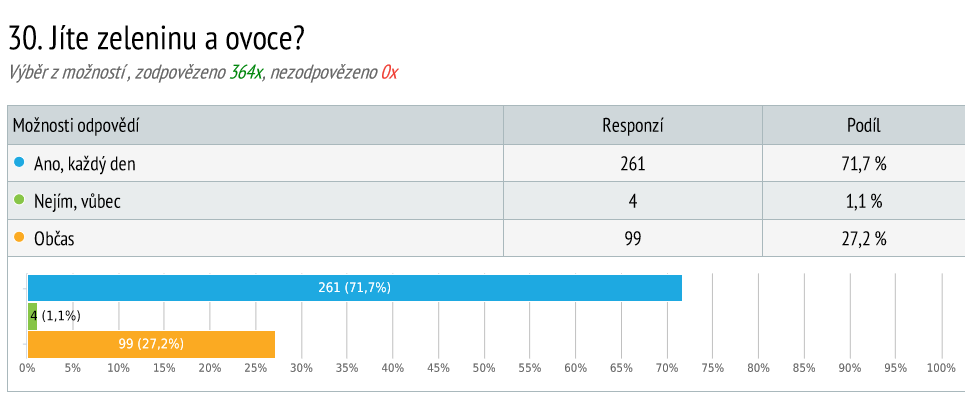 30. Jíte zeleninu a ovoce?
Výběr z možností , zodpovězeno 364x, nezodpovězeno 0x
Možnosti odpovědí Responzí Podíl
Ano, každý den 261 71,7 %
Nejím, vůbec 4 1,1 %
Občas 99 27,2 %
261 (71,7%)
4 (1,1%)
99 (27,2%)
0% 5% 10% 15% 20% 25% 30% 35% 40% 45% 50% 55% 60% 65% 70% 75% 80% 85% 90% 95% 100%